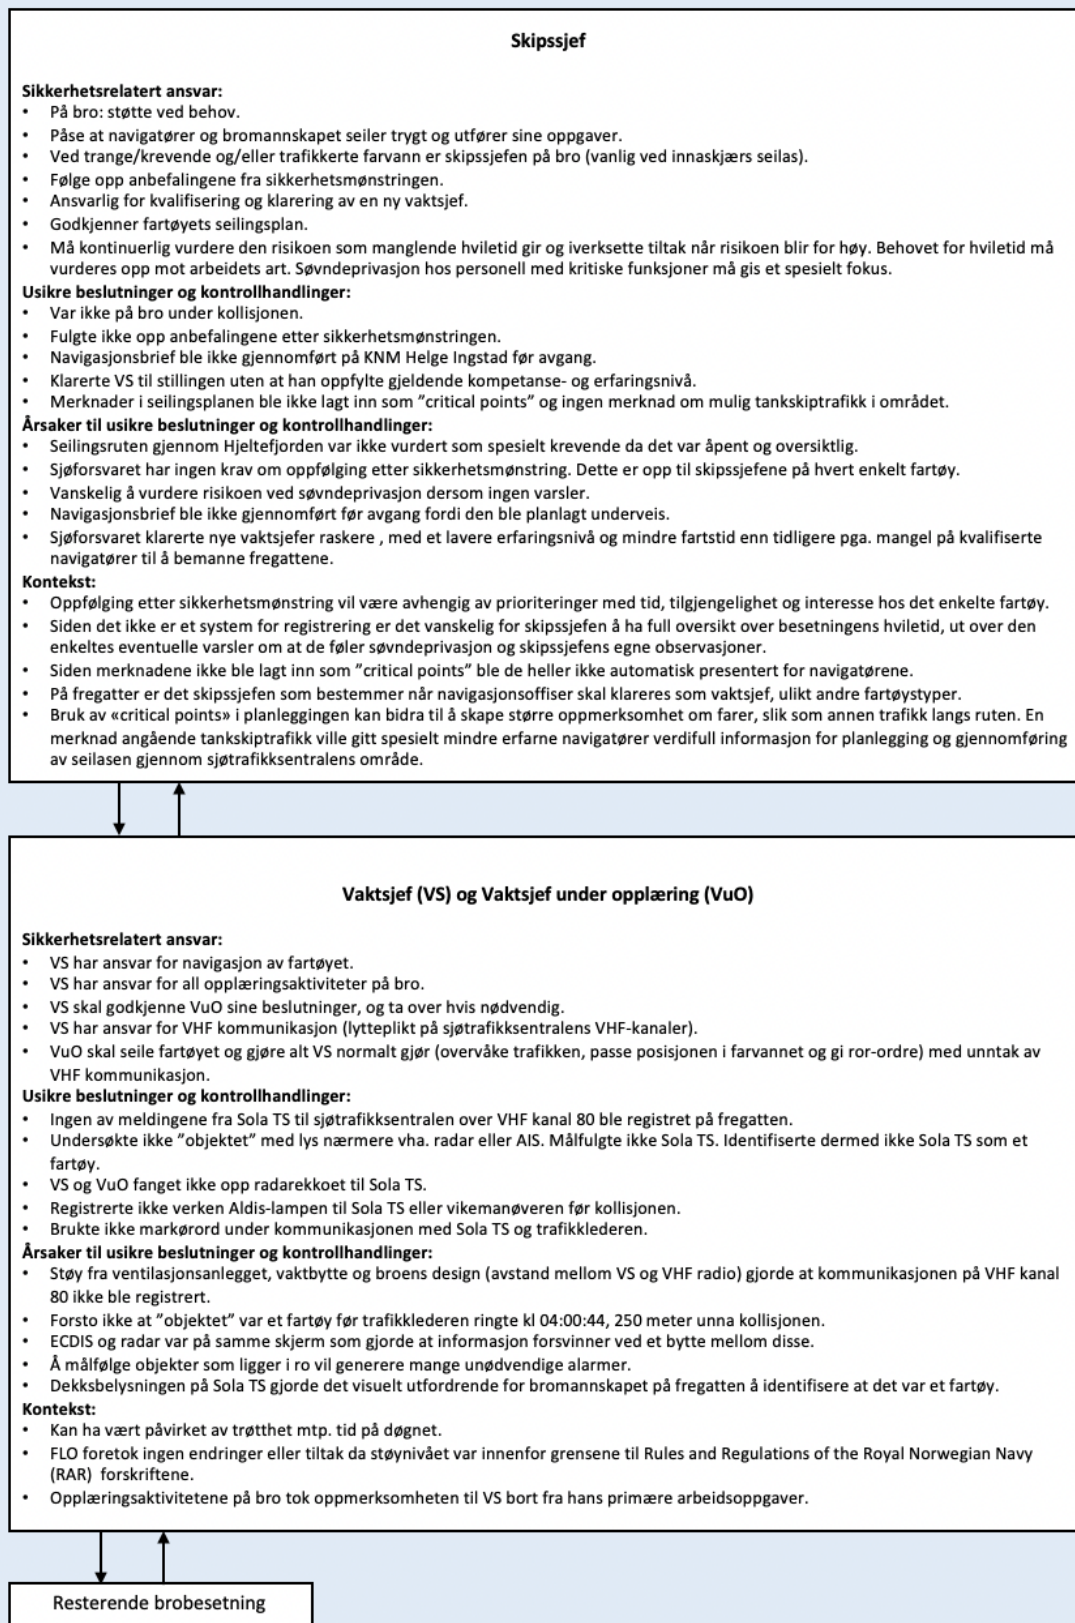 Skipssjef
Sikkerhetsrelatert ansvar:
• På bro: støtte ved behov.
• Påse at navigatører og bromannskapet seiler trygt og utfører sine oppgaver.
• Ved trange/krevende og/eller trafikkerte farvann er skipssjefen på bro (vanlig ved innaskjærs seilas).
• Følge opp anbefalingene fra sikkerhetsmønstringen.
• Ansvarlig for kvalifisering og klarering av en ny vaktsjef.
• Godkjenner fartøyets seilingsplan.
• Må kontinuerlig vurdere den risikoen som manglende hviletid gir og iverksette tiltak når risikoen blir for høy. Behovet for hviletid må
vurderes opp mot arbeidets art. Søvndeprivasjon hos personell med kritiske funksjoner må gis et spesielt fokus.
Usikre beslutninger og kontrollhandlinger:
• Var ikke på bro under kollisjonen.
• Fulgte ikke opp anbefalingene etter sikkerhetsmønstringen.
• Navigasjonsbrief ble ikke gjennomført på KNM Helge Ingstad før avgang.
• Klarerte VS til stillingen uten at han oppfylte gjeldende kompetanse- og erfaringsnivå.
• Merknader i seilingsplanen ble ikke lagt inn som ”critical points” og ingen merknad om mulig tankskiptrafikk i området.
Årsaker til usikre beslutninger og kontrollhandlinger:
• Seilingsruten gjennom Hjeltefjorden var ikke vurdert som spesielt krevende da det var åpent og oversiktlig.
• Sjøforsvaret har ingen krav om oppfølging etter sikkerhetsmønstring. Dette er opp til skipssjefene på hvert enkelt fartøy.
• Vanskelig å vurdere risikoen ved søvndeprivasjon dersom ingen varsler.
• Navigasjonsbrief ble ikke gjennomført før avgang fordi den ble planlagt underveis.
• Sjøforsvaret klarerte nye vaktsjefer raskere , med et lavere erfaringsnivå og mindre fartstid enn tidligere pga. mangel på kvalifiserte
navigatører til å bemanne fregattene.
Kontekst:
• Oppfølging etter sikkerhetsmønstring vil være avhengig av prioriteringer med tid, tilgjengelighet og interesse hos det enkelte fartøy.
• Siden det ikke er et system for registrering er det vanskelig for skipssjefen å ha full oversikt over besetningens hviletid, ut over den
enkeltes eventuelle varsler om at de føler søvndeprivasjon og skipssjefens egne observasjoner.
• Siden merknadene ikke ble lagt inn som ”critical points” ble de heller ikke automatisk presentert for navigatørene.
• På fregatter er det skipssjefen som bestemmer når navigasjonsoffiser skal klareres som vaktsjef, ulikt andre fartøystyper.
• Bruk av «critical points» i planleggingen kan bidra til å skape større oppmerksomhet om farer, slik som annen trafikk langs ruten. En
merknad angående tankskiptrafikk ville gitt spesielt mindre erfarne navigatører verdifull informasjon for planlegging og gjennomføring
av seilasen gjennom sjøtrafikksentralens område.
Vaktsjef (VS) og Vaktsjef under opplæring (VuO)
Sikkerhetsrelatert ansvar:
• VS har ansvar for navigasjon av fartøyet.
• VS har ansvar for all opplæringsaktiviteter på bro.
• VS skal godkjenne VuO sine beslutninger, og ta over hvis nødvendig.
• VS har ansvar for VHF kommunikasjon (lytteplikt på sjøtrafikksentralens VHF-kanaler).
• VuO skal seile fartøyet og gjøre alt VS normalt gjør (overvåke trafikken, passe posisjonen i farvannet og gi ror-ordre) med unntak av
VHF kommunikasjon.
Usikre beslutninger og kontrollhandlinger:
• Ingen av meldingene fra Sola TS til sjøtrafikksentralen over VHF kanal 80 ble registret på fregatten.
• Undersøkte ikke ”objektet” med lys nærmere vha. radar eller AIS. Målfulgte ikke Sola TS. Identifiserte dermed ikke Sola TS som et
fartøy.
• VS og VuO fanget ikke opp radarekkoet til Sola TS.
• Registrerte ikke verken Aldis-lampen til Sola TS eller vikemanøveren før kollisjonen.
• Brukte ikke markørord under kommunikasjonen med Sola TS og trafikklederen.
Årsaker til usikre beslutninger og kontrollhandlinger:
• Støy fra ventilasjonsanlegget, vaktbytte og broens design (avstand mellom VS og VHF radio) gjorde at kommunikasjonen på VHF kanal
80 ikke ble registrert.
• Forsto ikke at ”objektet” var et fartøy før trafikklederen ringte kl 04:00:44, 250 meter unna kollisjonen.
• ECDIS og radar var på samme skjerm som gjorde at informasjon forsvinner ved et bytte mellom disse.
• Å målfølge objekter som ligger i ro vil generere mange unødvendige alarmer.
• Dekksbelysningen på Sola TS gjorde det visuelt utfordrende for bromannskapet på fregatten å identifisere at det var et fartøy.
Kontekst:
• Kan ha vært påvirket av trøtthet mtp. tid på døgnet.
• FLO foretok ingen endringer eller tiltak da støynivået var innenfor grensene til Rules and Regulations of the Royal Norwegian Navy
(RAR) forskriftene.
• Opplæringsaktivitetene på bro tok oppmerksomheten til VS bort fra hans primære arbeidsoppgaver.
Resterende brobesetning